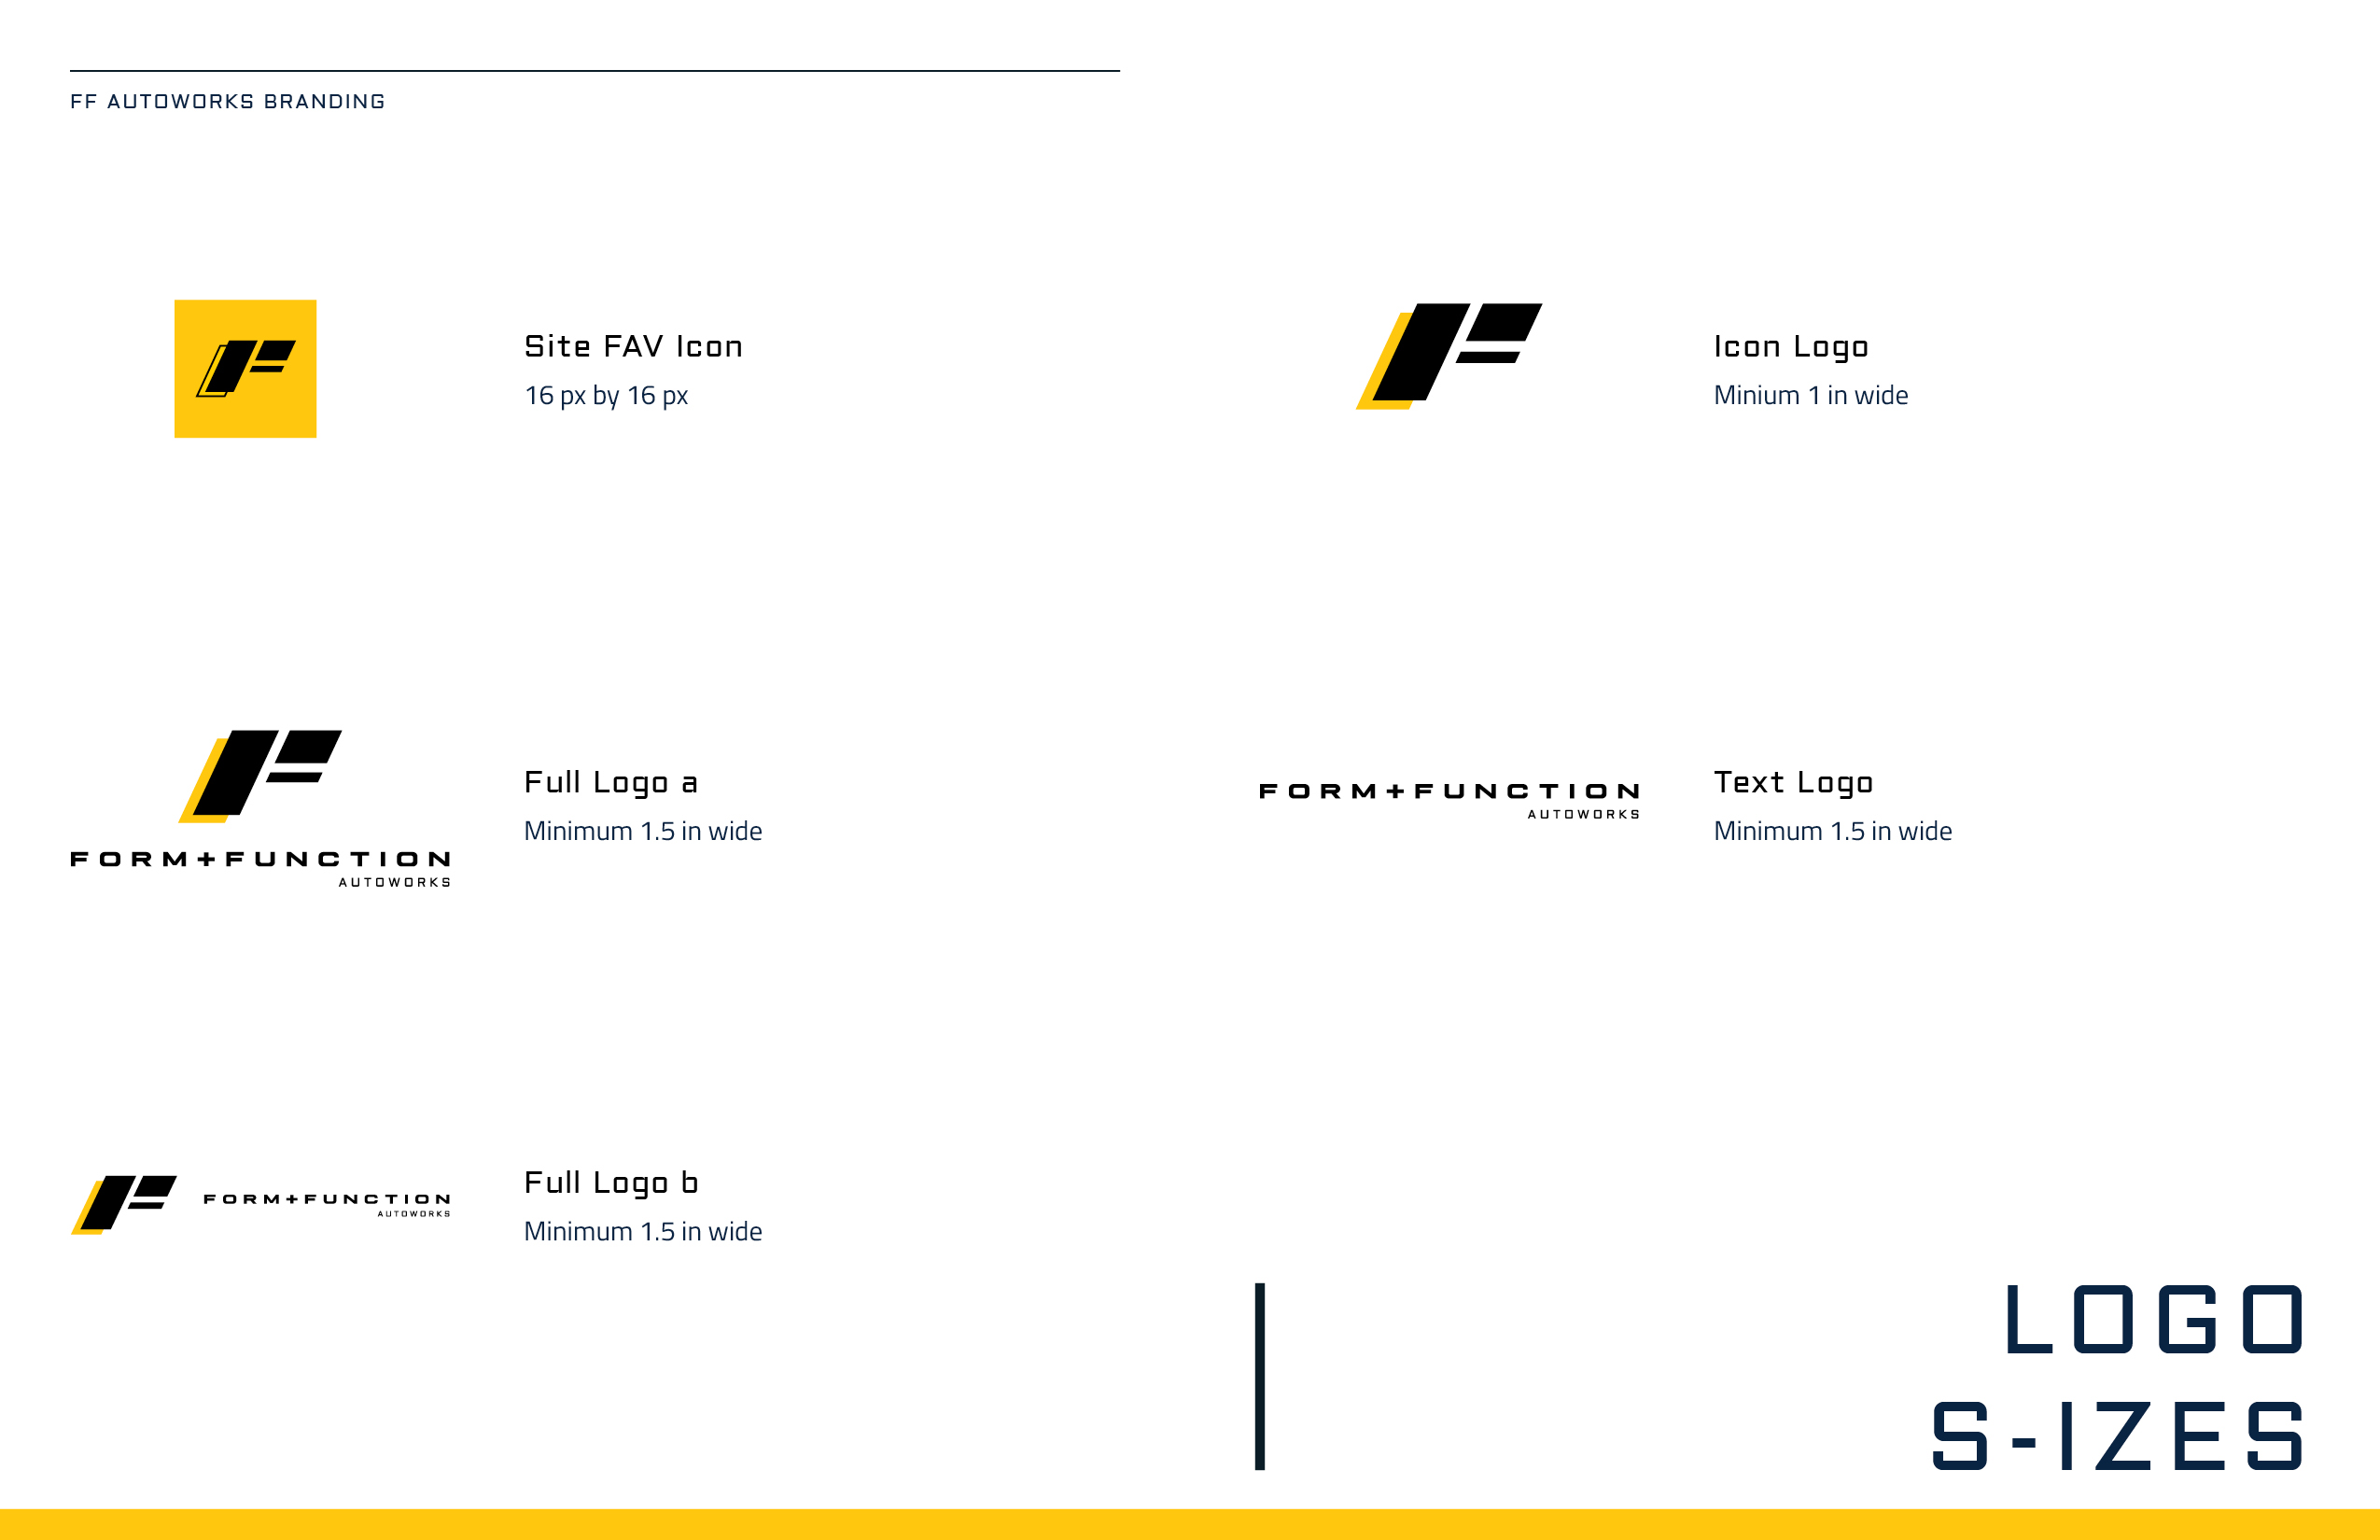 FF AUTOWORKS BRANDING
Site FAV Icon
16 px by 16 px
Icon Logo
Minium 1 in wide
FORM+FUNCTION
AUTOWORKS
Full Logo a
Minimum 1.5 in wide
FORM+FUNCTION
AUTOWORKS
Text Logo
Minimum 1.5 in wide
FORM+FUNCTION
AUTOWORKS
Full Logo b
Minimum 1.5 in wide
LOGO
S-IZES